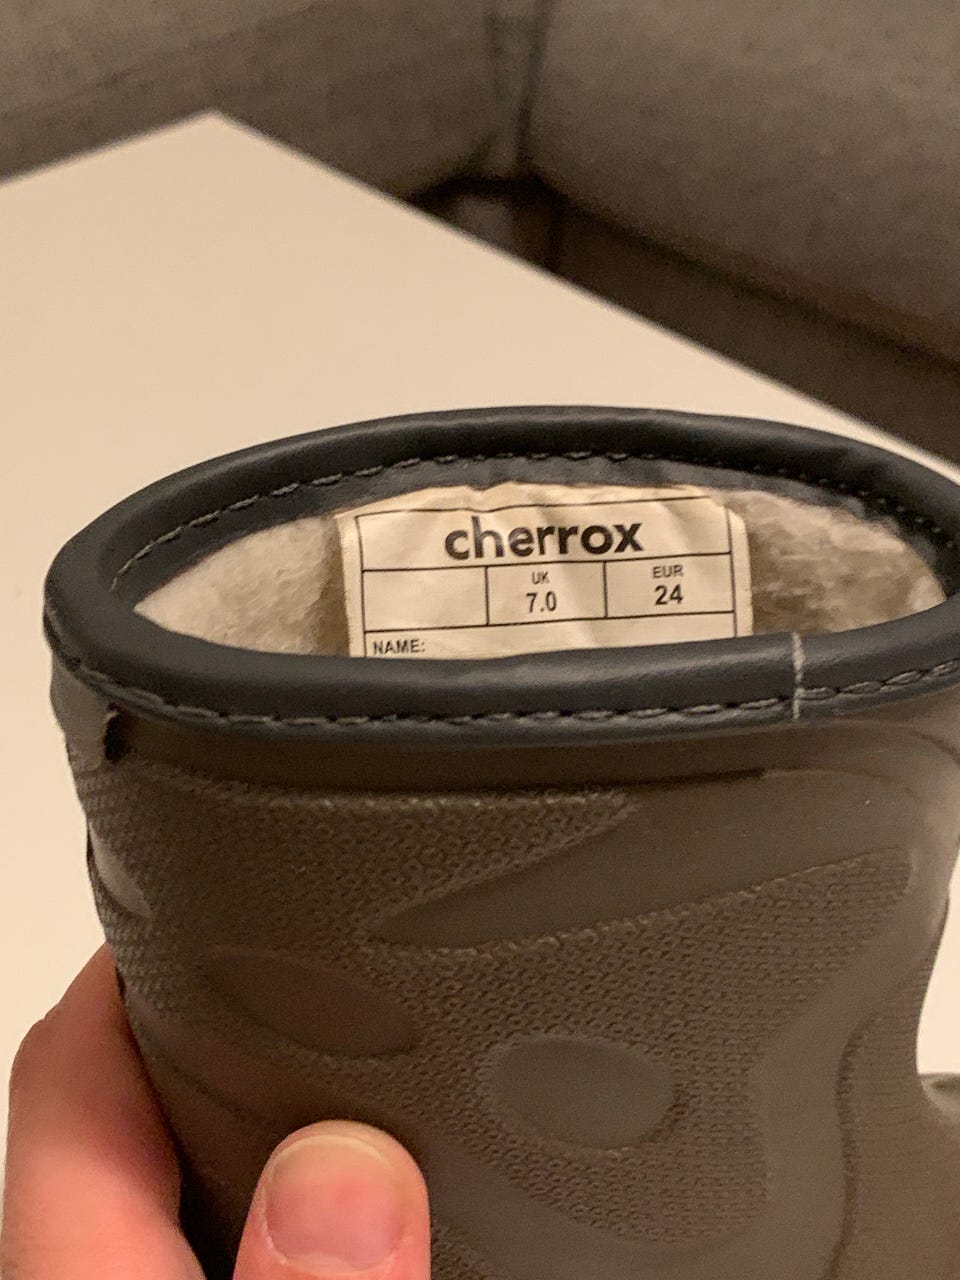 cherrox
UK EUR
7.0 24
NAME: